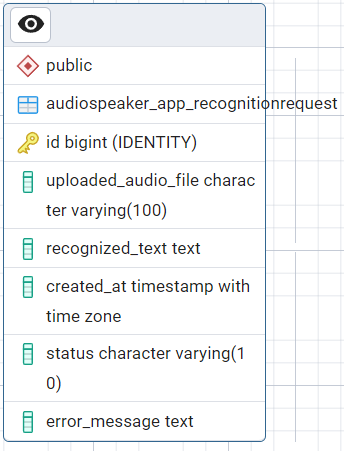 public
audiospeaker_app_recognitionrequest
id bigint (IDENTITY)
uploaded_audio_file charac
ter varying(100)
recognized_text text
created_at timestamp with
time zone
status character varying(1
0)
error_message text